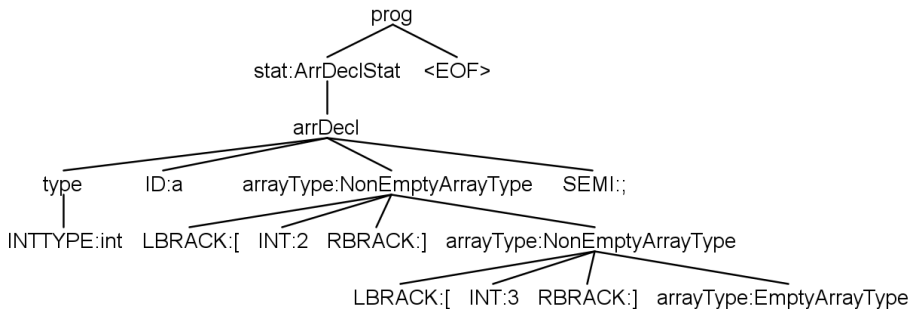 prog
stat:ArrDeclStat <EOF>
arrDecl
type ID:a arrayType:NonEmptyArrayType SEMI:;
INTTYPE:int LBRACK:[ INT:2 RBRACK:] arrayType:NonEmptyArrayType
LBRACK:[ INT:3 RBRACK:] arrayType:EmptyArrayType